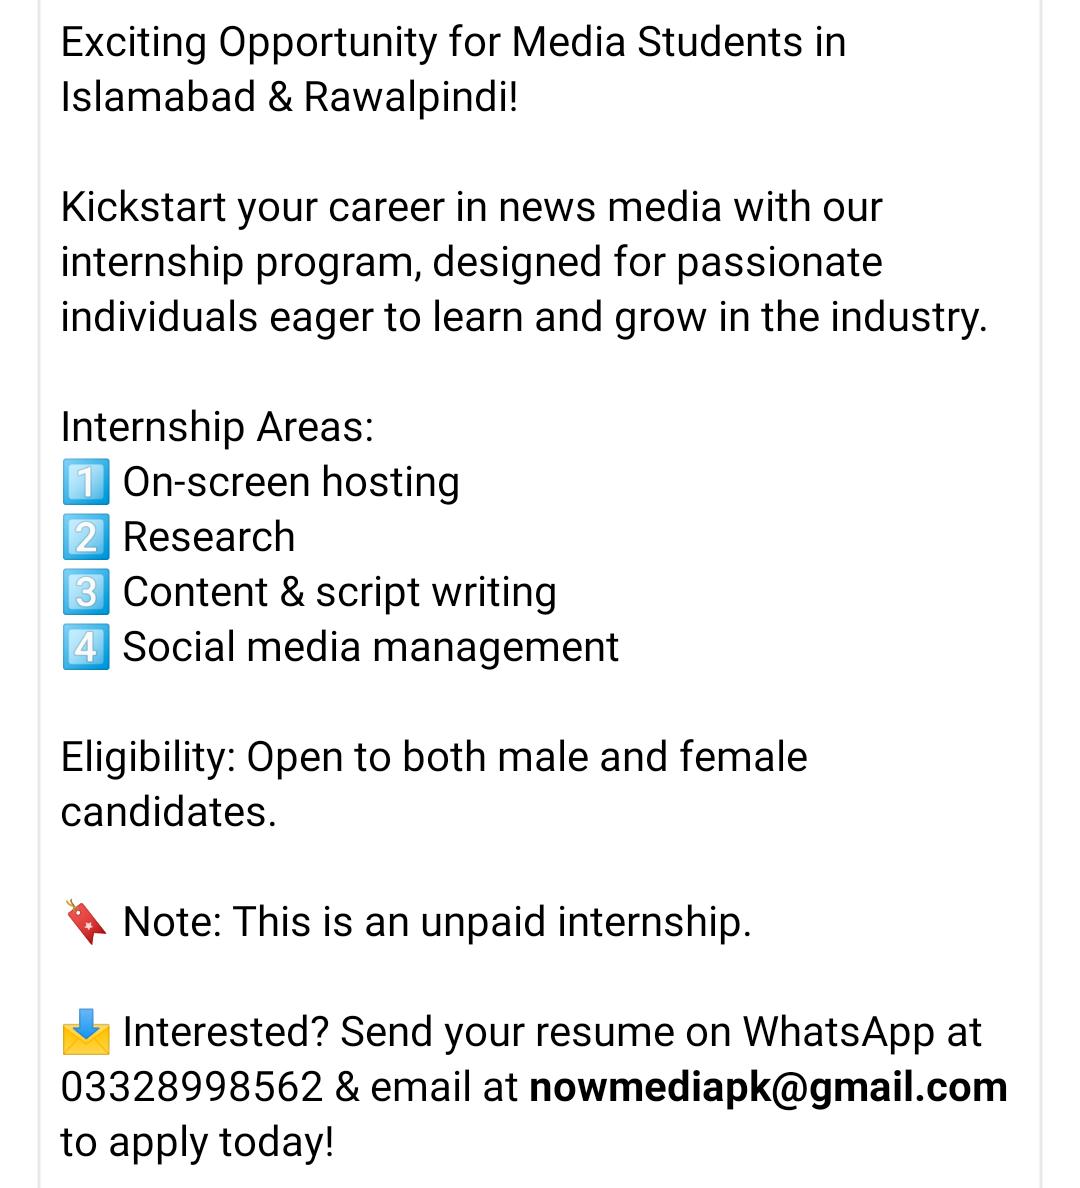 Exciting Opportunity for Media Students in
Islamabad & Rawalpindi!
Kickstart your career in news media with our
internship program, designed for passionate
individuals eager to learn and grow in the industry.
Internship Areas:
1️⃣ On-screen hosting
2️⃣ Research
3️⃣ Content & script writing
4️⃣ Social media management
Eligibility: Open to both male and female
candidates.
🔖 Note: This is an unpaid internship.
📩 Interested? Send your resume on WhatsApp at
03328998562 & email at nowmediapk@gmail.com
to apply today!